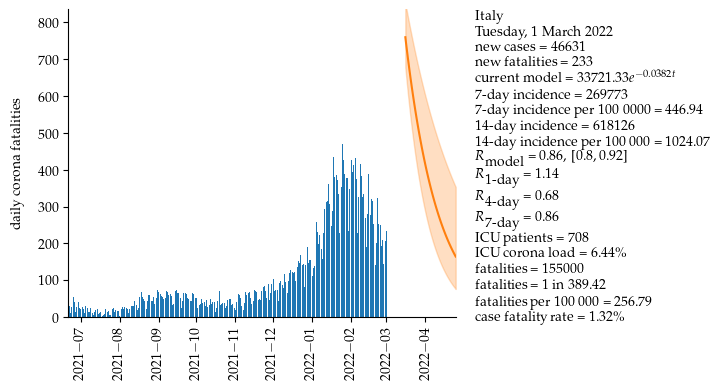 800
700
600
500
400
300
200
100
0
daily corona fatalities
2021−07
2021−08
2021−09
2021−10
2021−11
2021−12
2022−01
2022−02
2022−03
2022−04
Italy
Tuesday, 1 March 2022
new cases = 46631
new fatalities = 233
current model = 33721.33e^{−0.0382t}
7-day incidence = 269773
7-day incidence per 100 0000 = 446.94
14-day incidence = 618126
14-day incidence per 100 000 = 1024.07
R_model = 0.86, [0.8, 0.92]
R_1-day = 1.14
R_4-day = 0.68
R_7-day = 0.86
ICU patients = 708
ICU corona load = 6.44%
fatalities = 155000
fatalities = 1 in 389.42
fatalities per 100 000 = 256.79
case fatality rate = 1.32%